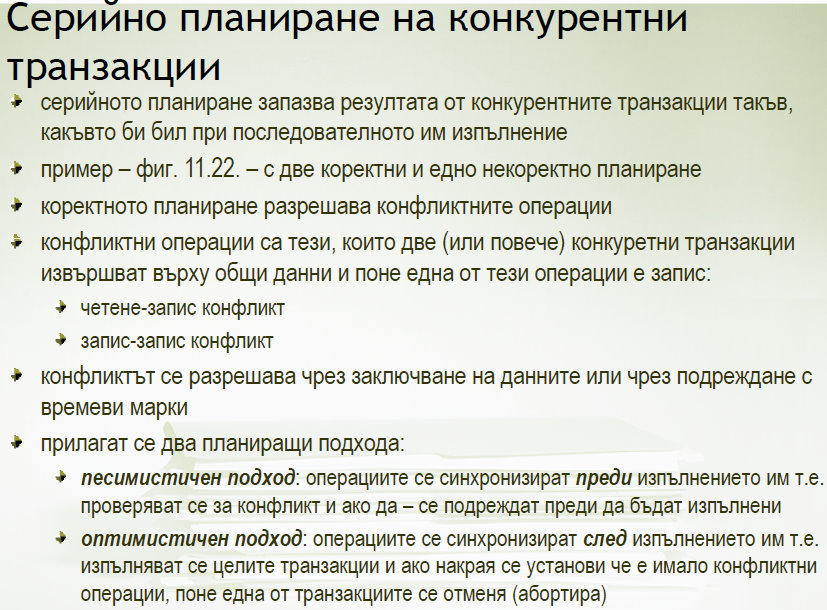 Серийно планиране на конкурентни
транзакции
серийното планиране запазва резултата от конкурентните транзакции такъв,
какъвто би бил при последователното им изпълнение
пример – фиг. 11.22. – с две коректни и едно некоректно планиране
коректното планиране разрешава конфликтните операции
конфликтни операции са тези, които две (или повече) конкуретни транзакции
извършват върху общи данни и поне една от тези операции е запис:
четене-запис конфликт
запис-запис конфликт
конфликтът се разрешава чрез заключване на данните или чрез подреждане с
времеви марки
прилагат се два планиращи подхода:
песимистичен подход: операциите се синхронизират преди изпълнението им т.е.
проверяват се за конфликт и ако да – се подреждат преди да бъдат изпълнени
оптимистичен подход: операциите се синхронизират след изпълнението им т.е.
изпълняват се целите транзакции и ако накрая се установи че е имало конфликтни
операции, поне една от транзакциите се отменя (абортира)